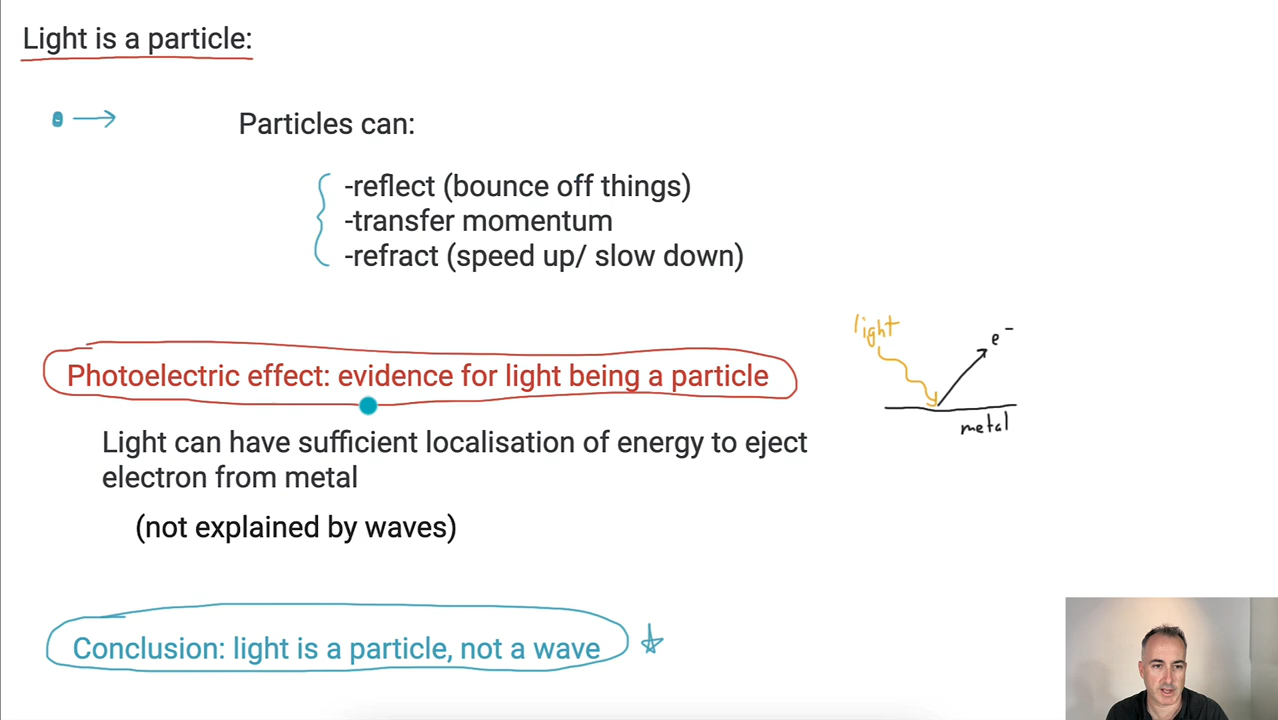 Light is a particle:
Particles can:
-reflect (bounce off things)
-transfer momentum
-refract (speed up/ slow down)
light
e⁻
metal
Photoelectric effect: evidence for light being a particle
Light can have sufficient localisation of energy to eject
electron from metal
(not explained by waves)
Conclusion: light is a particle, not a wave